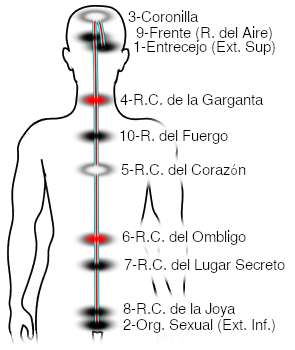 3-Coronilla
9-Frente (R. del Aire)
1-Entrecejo (Ext. Sup)
4-R.C. de la Garganta
10-R. del Fuergo
5-R.C. del Corazón
6-R.C. del Ombligo
7-R.C. del Lugar Secreto
8-R.C. de la Joya
2-Org. Sexual (Ext. Inf.)